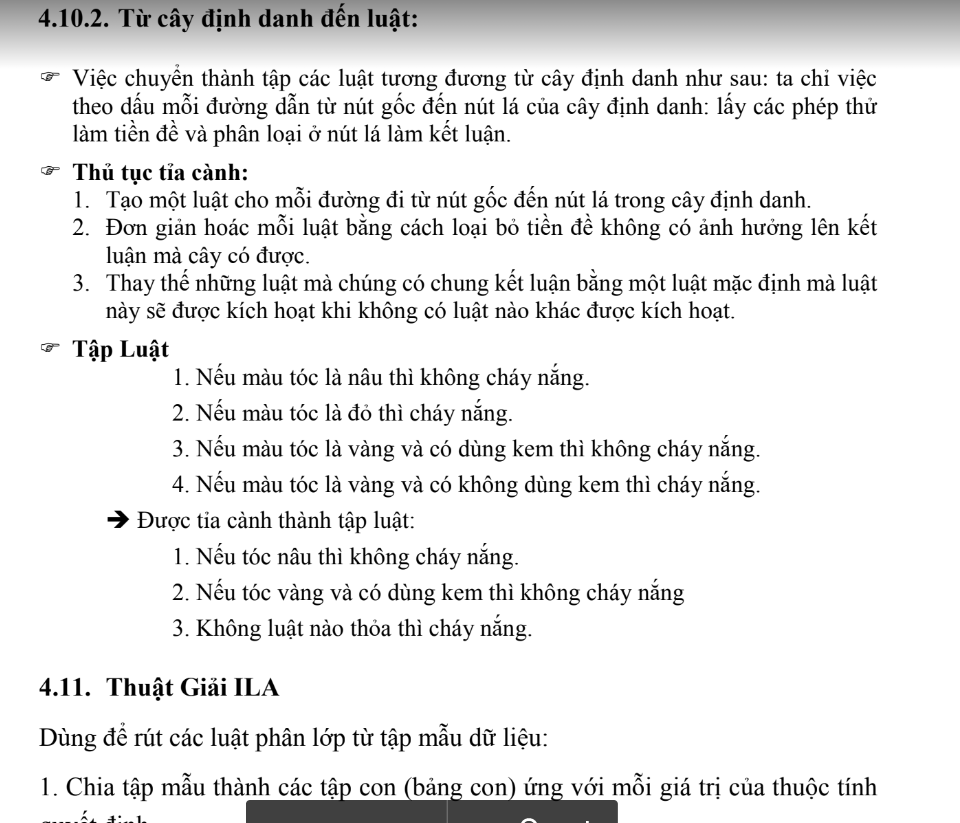 4.10.2. Từ cây định danh đến luật:
☞ Việc chuyển thành tập các luật tương đương từ cây định danh như sau: ta chỉ việc
theo dấu mỗi đường dẫn từ nút gốc đến nút lá của cây định danh: lấy các phép thử
làm tiền đề và phân loại ở nút lá làm kết luận.
☞ Thủ tục tỉa cành:
1. Tạo một luật cho mỗi đường đi từ nút gốc đến nút lá trong cây định danh.
2. Đơn giản hoác mỗi luật bằng cách loại bỏ tiền đề không có ảnh hưởng lên kết
luận mà cây có được.
3. Thay thế những luật mà chúng có chung kết luận bằng một luật mặc định mà luật
này sẽ được kích hoạt khi không có luật nào khác được kích hoạt.
☞ Tập Luật
1. Nếu màu tóc là nâu thì không cháy nắng.
2. Nếu màu tóc là đỏ thì cháy nắng.
3. Nếu màu tóc là vàng và có dùng kem thì không cháy nắng.
4. Nếu màu tóc là vàng và có không dùng kem thì cháy nắng.
➔ Được tỉa cành thành tập luật:
1. Nếu tóc nâu thì không cháy nắng.
2. Nếu tóc vàng và có dùng kem thì không cháy nắng
3. Không luật nào thỏa thì cháy nắng.
4.11. Thuật Giải ILA
Dùng để rút các luật phân lớp từ tập mẫu dữ liệu:
1. Chia tập mẫu thành các tập con (bảng con) ứng với mỗi giá trị của thuộc tính